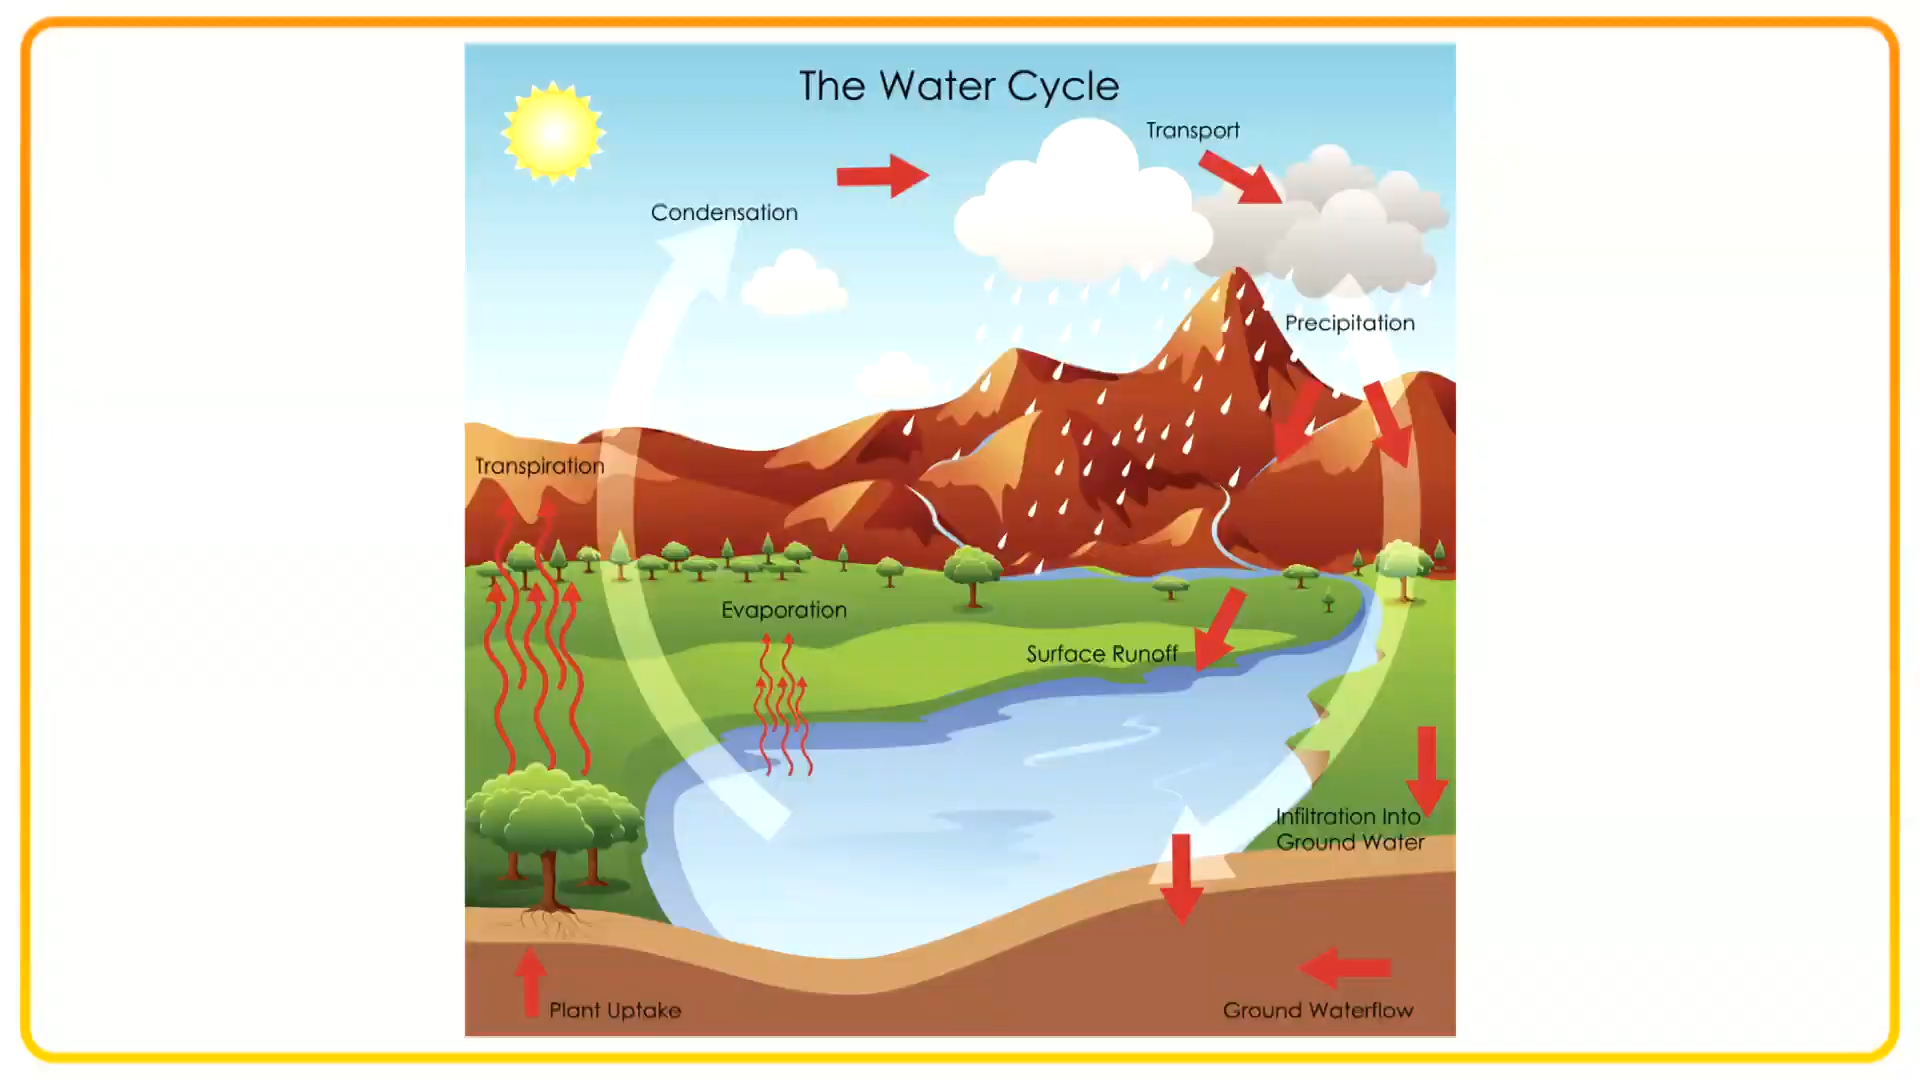 The Water Cycle
Transport
Condensation
Precipitation
Transpiration
Evaporation
Surface Runoff
Infiltration Into
Ground Water
Plant Uptake
Ground Waterflow